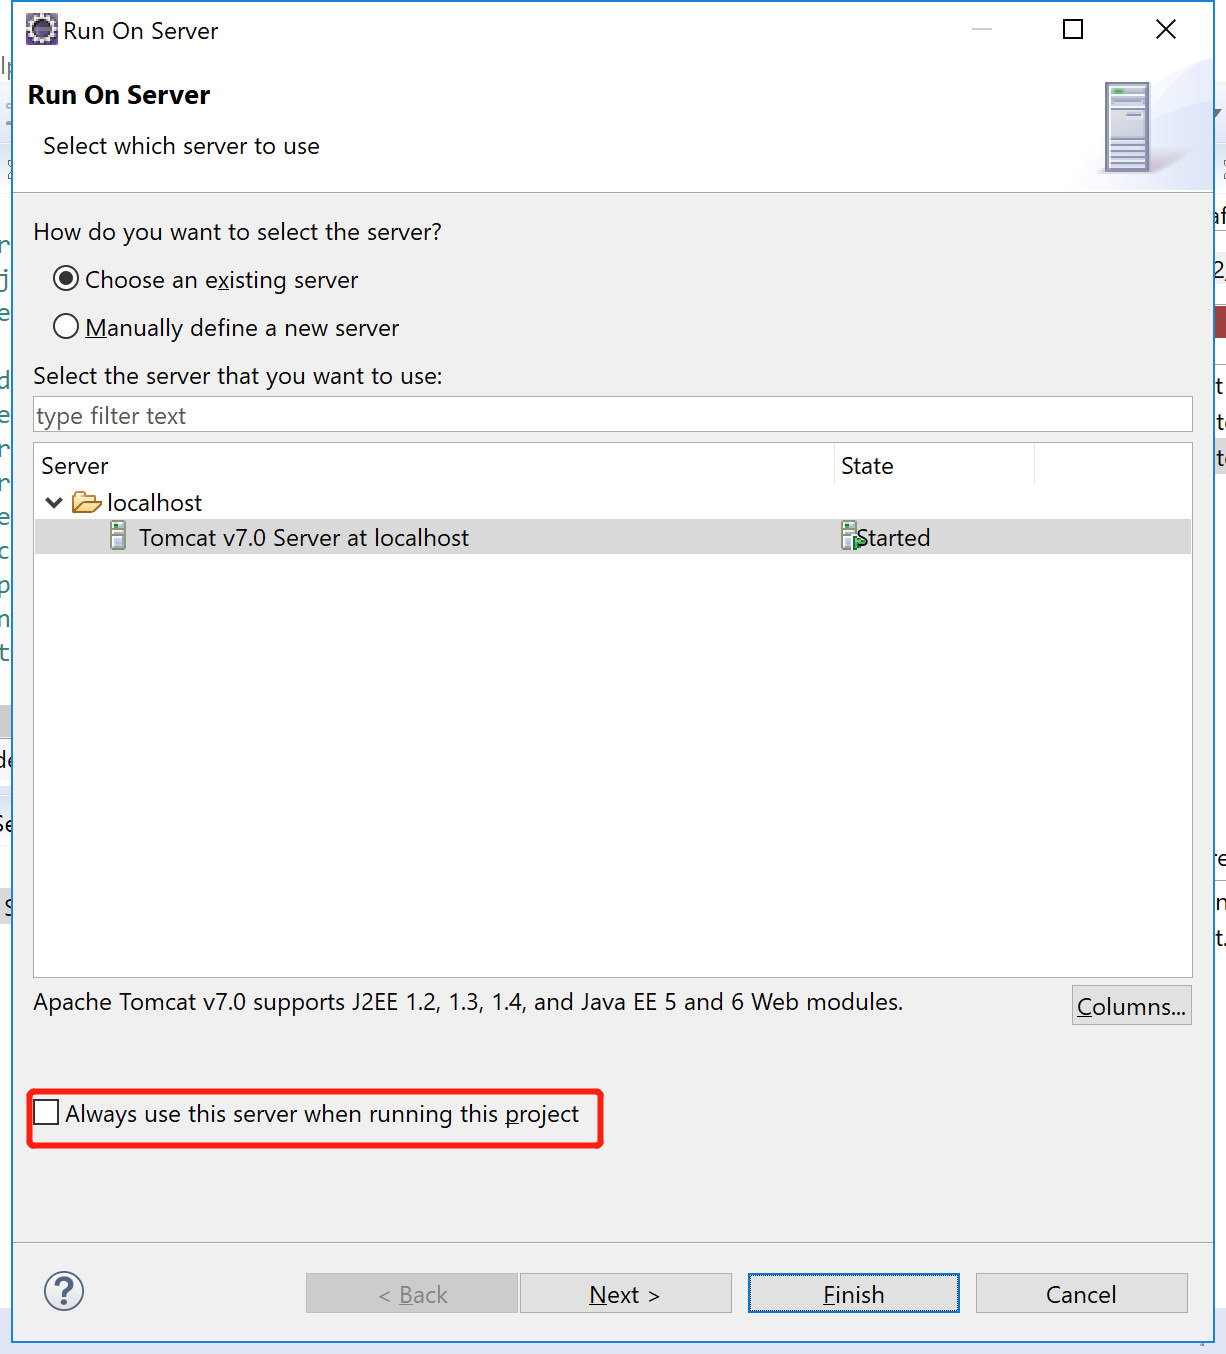 Run On Server
Run On Server
Select which server to use
How do you want to select the server?
Choose an existing server
Manually define a new server
Select the server that you want to use:
type filter text
Server State
localhost
Tomcat v7.0 Server at localhost Started
Apache Tomcat v7.0 supports J2EE 1.2, 1.3, 1.4, and Java EE 5 and 6 Web modules.
Columns...
Always use this server when running this project
? < Back Next > Finish Cancel